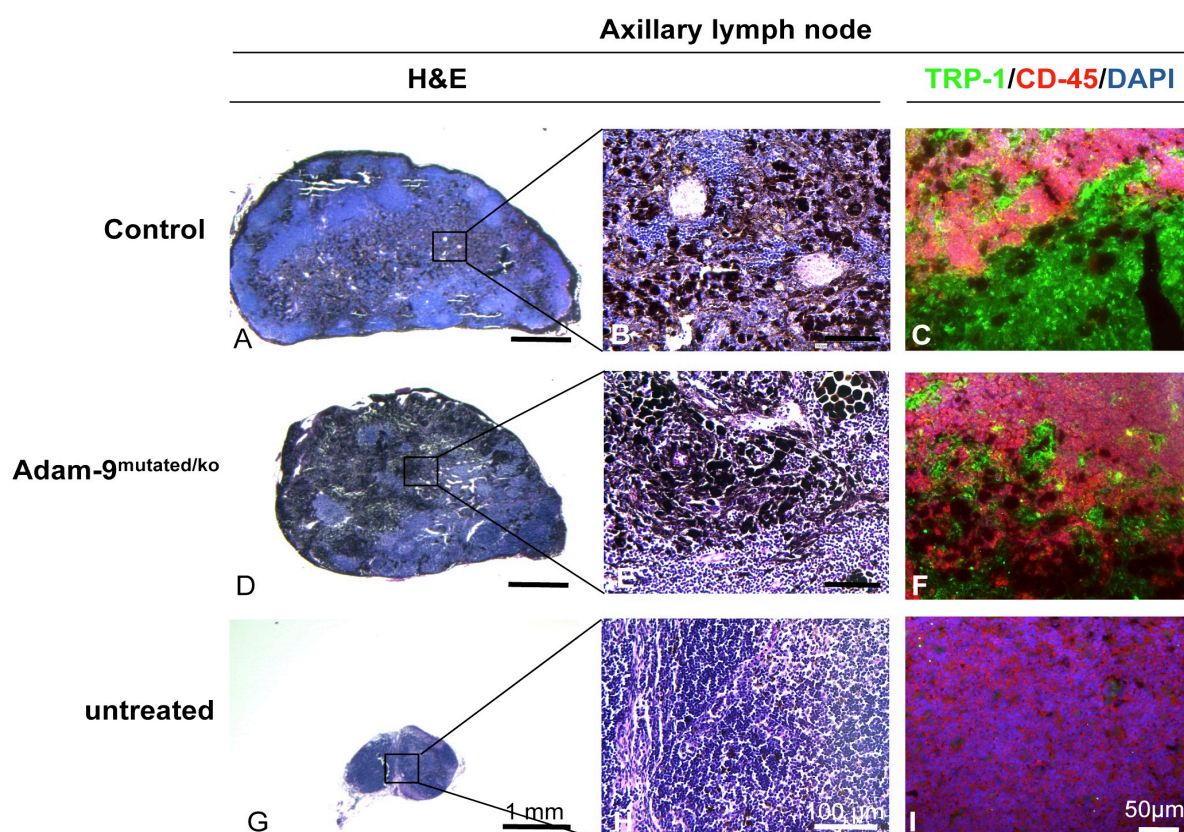 Axillary lymph node
H&E
TRP-1/CD-45/DAPI
Control
A
B
C
Adam-9mutated/ko
D
E
F
untreated
G
1 mm
H
100 µm
I
50µm